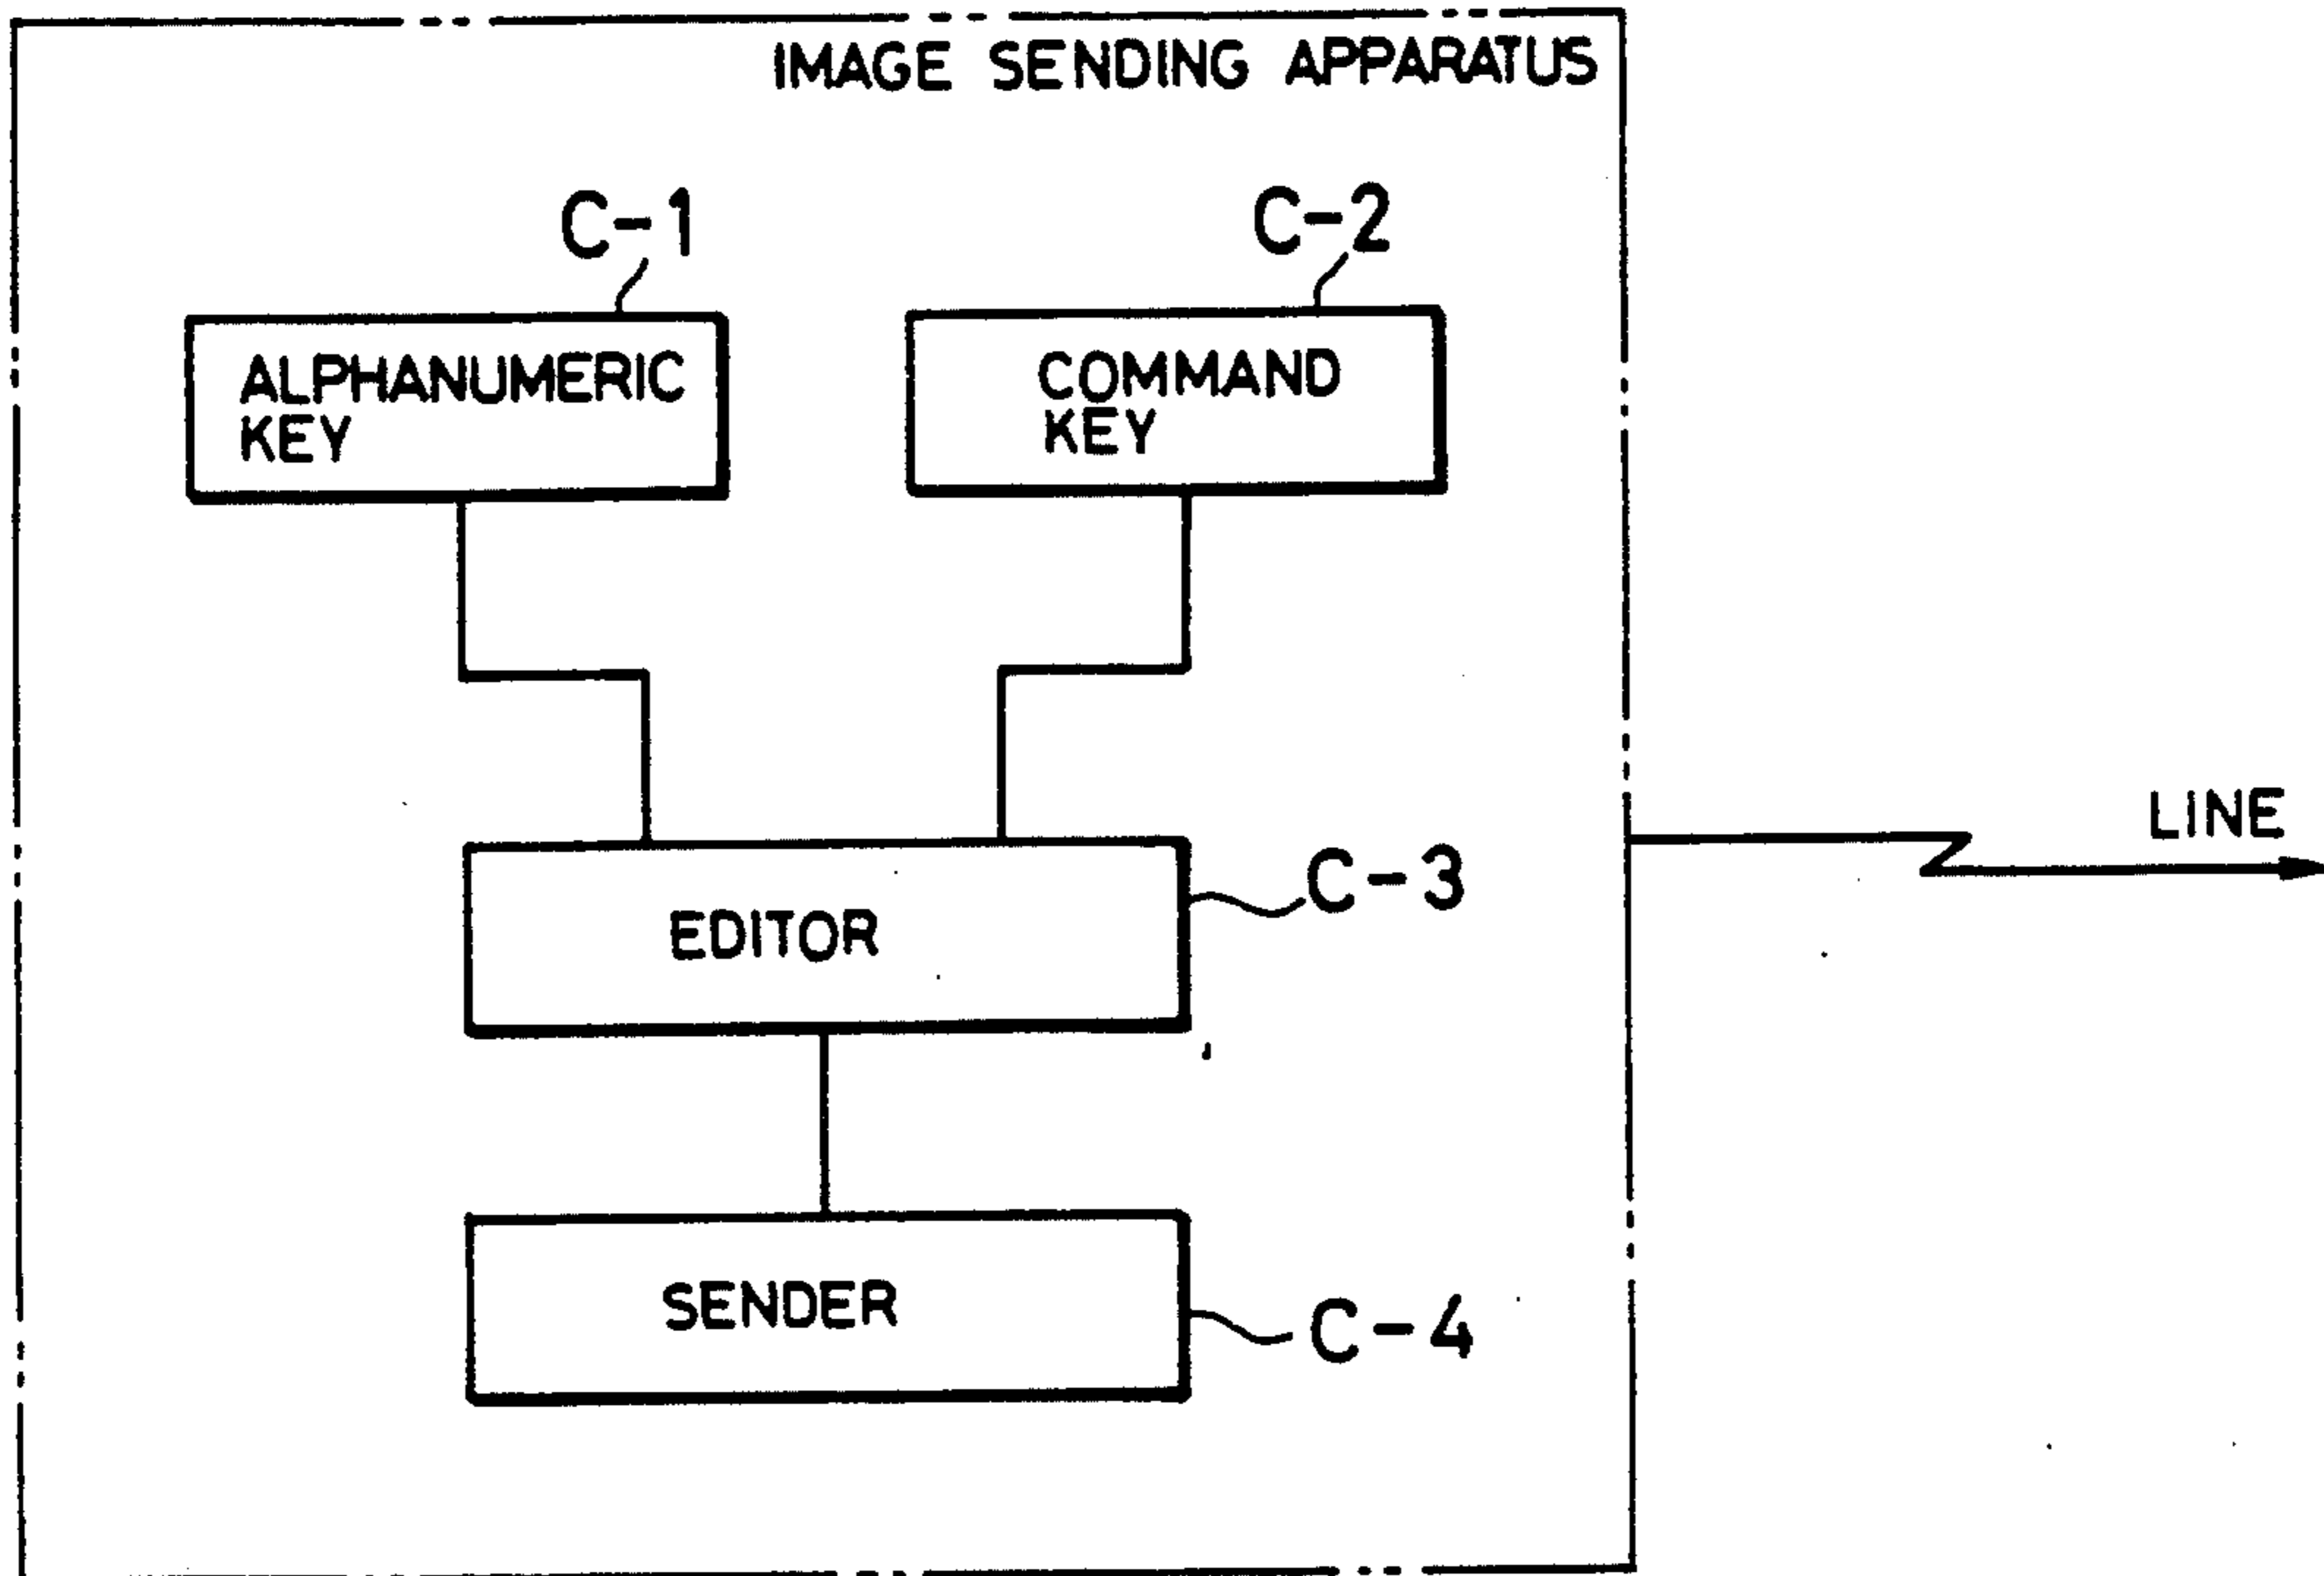 IMAGE SENDING APPARATUS
C-1
C-2
ALPHANUMERIC
KEY
COMMAND
KEY
LINE
C-3
EDITOR
SENDER
C-4